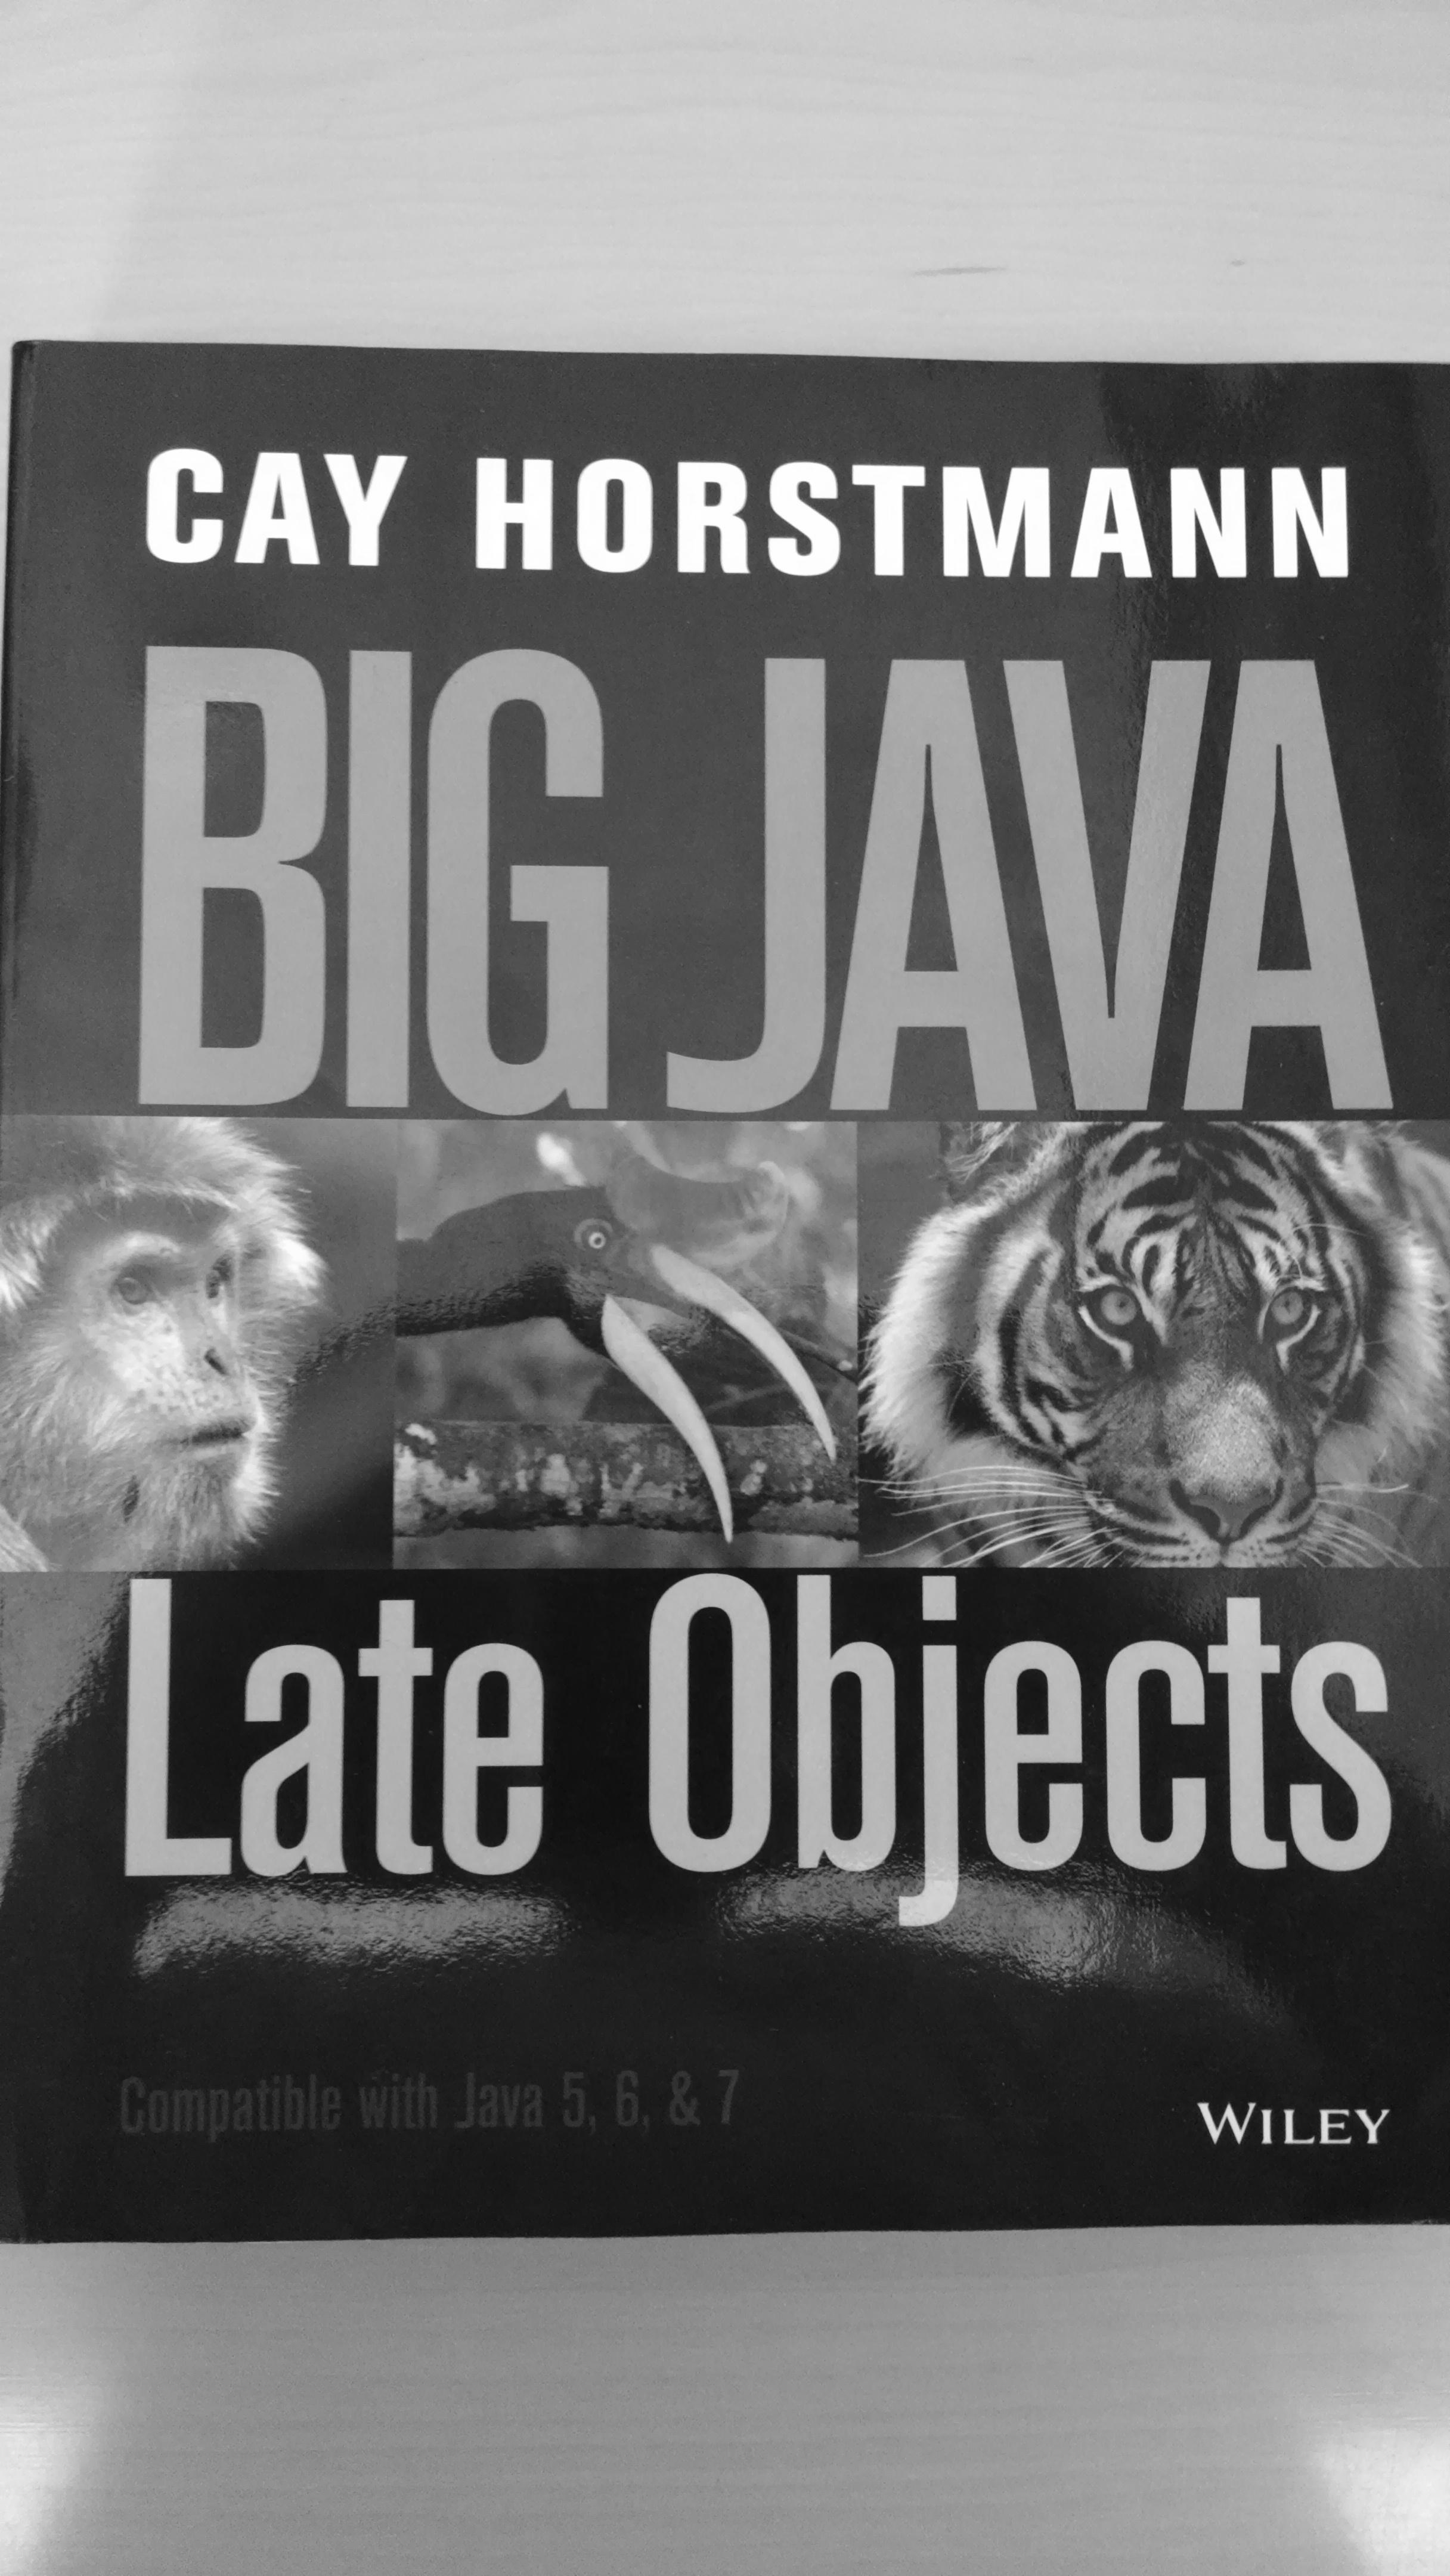 CAY HORSTMANN
BIG JAVA
Late Objects
Compatible with Java 5, 6, & 7
WILEY